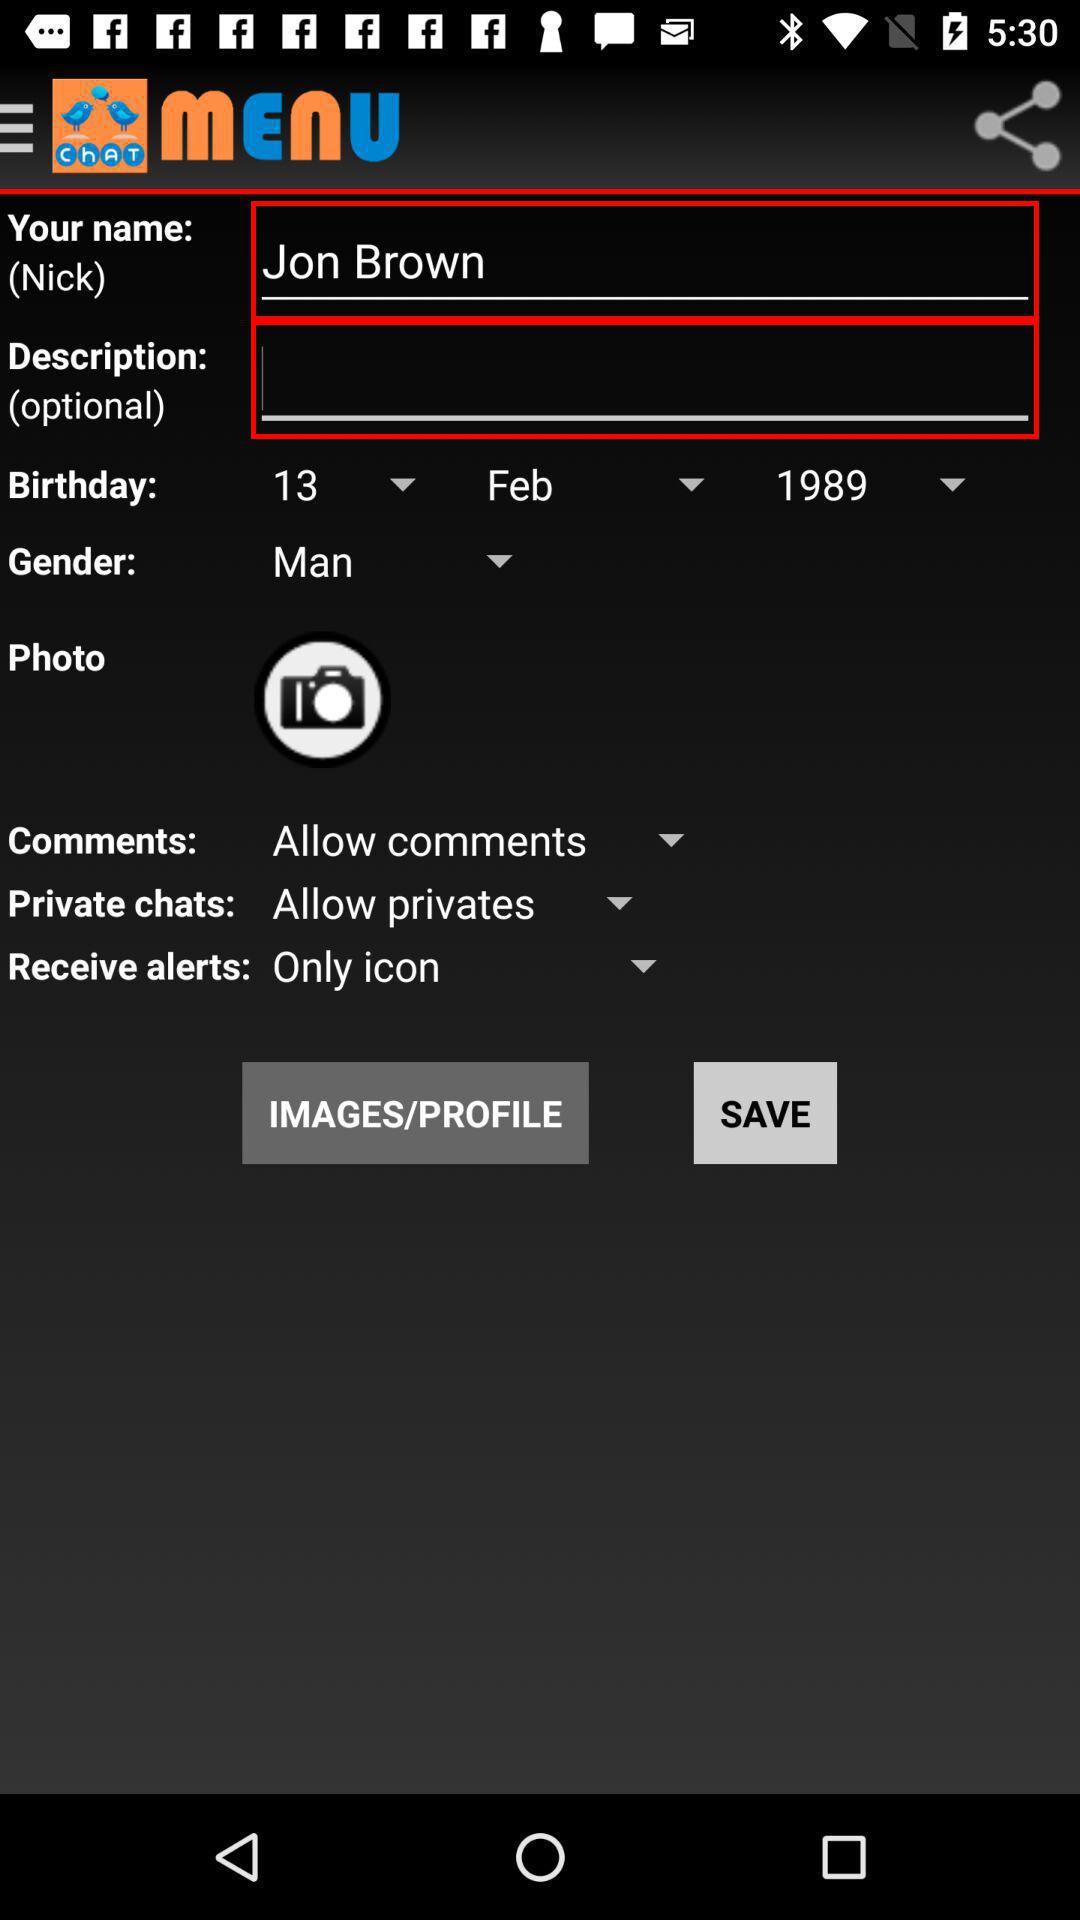 5:30
CHAT MENU
Your name:
(Nick)
Jon Brown
Description:
(optional)
Birthday: 13 Feb 1989
Gender: Man
Photo
Comments: Allow comments
Private chats: Allow privates
Receive alerts: Only icon
IMAGES/PROFILE SAVE